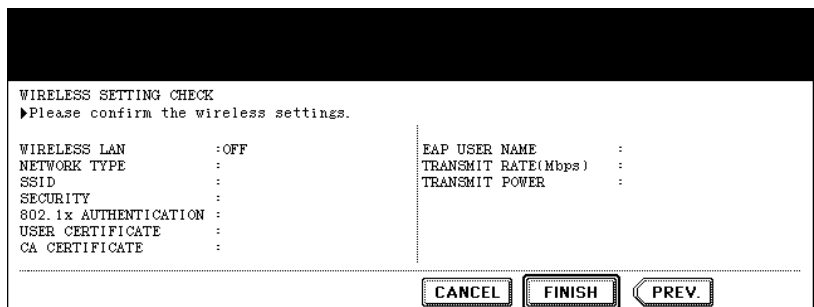 WIRELESS SETTING CHECK
▶Please confirm the wireless settings.
WIRELESS LAN :OFF
NETWORK TYPE :
SSID :
SECURITY :
802.1x AUTHENTICATION :
USER CERTIFICATE :
CA CERTIFICATE :
EAP USER NAME :
TRANSMIT RATE(Mbps) :
TRANSMIT POWER :
CANCEL FINISH PREV.